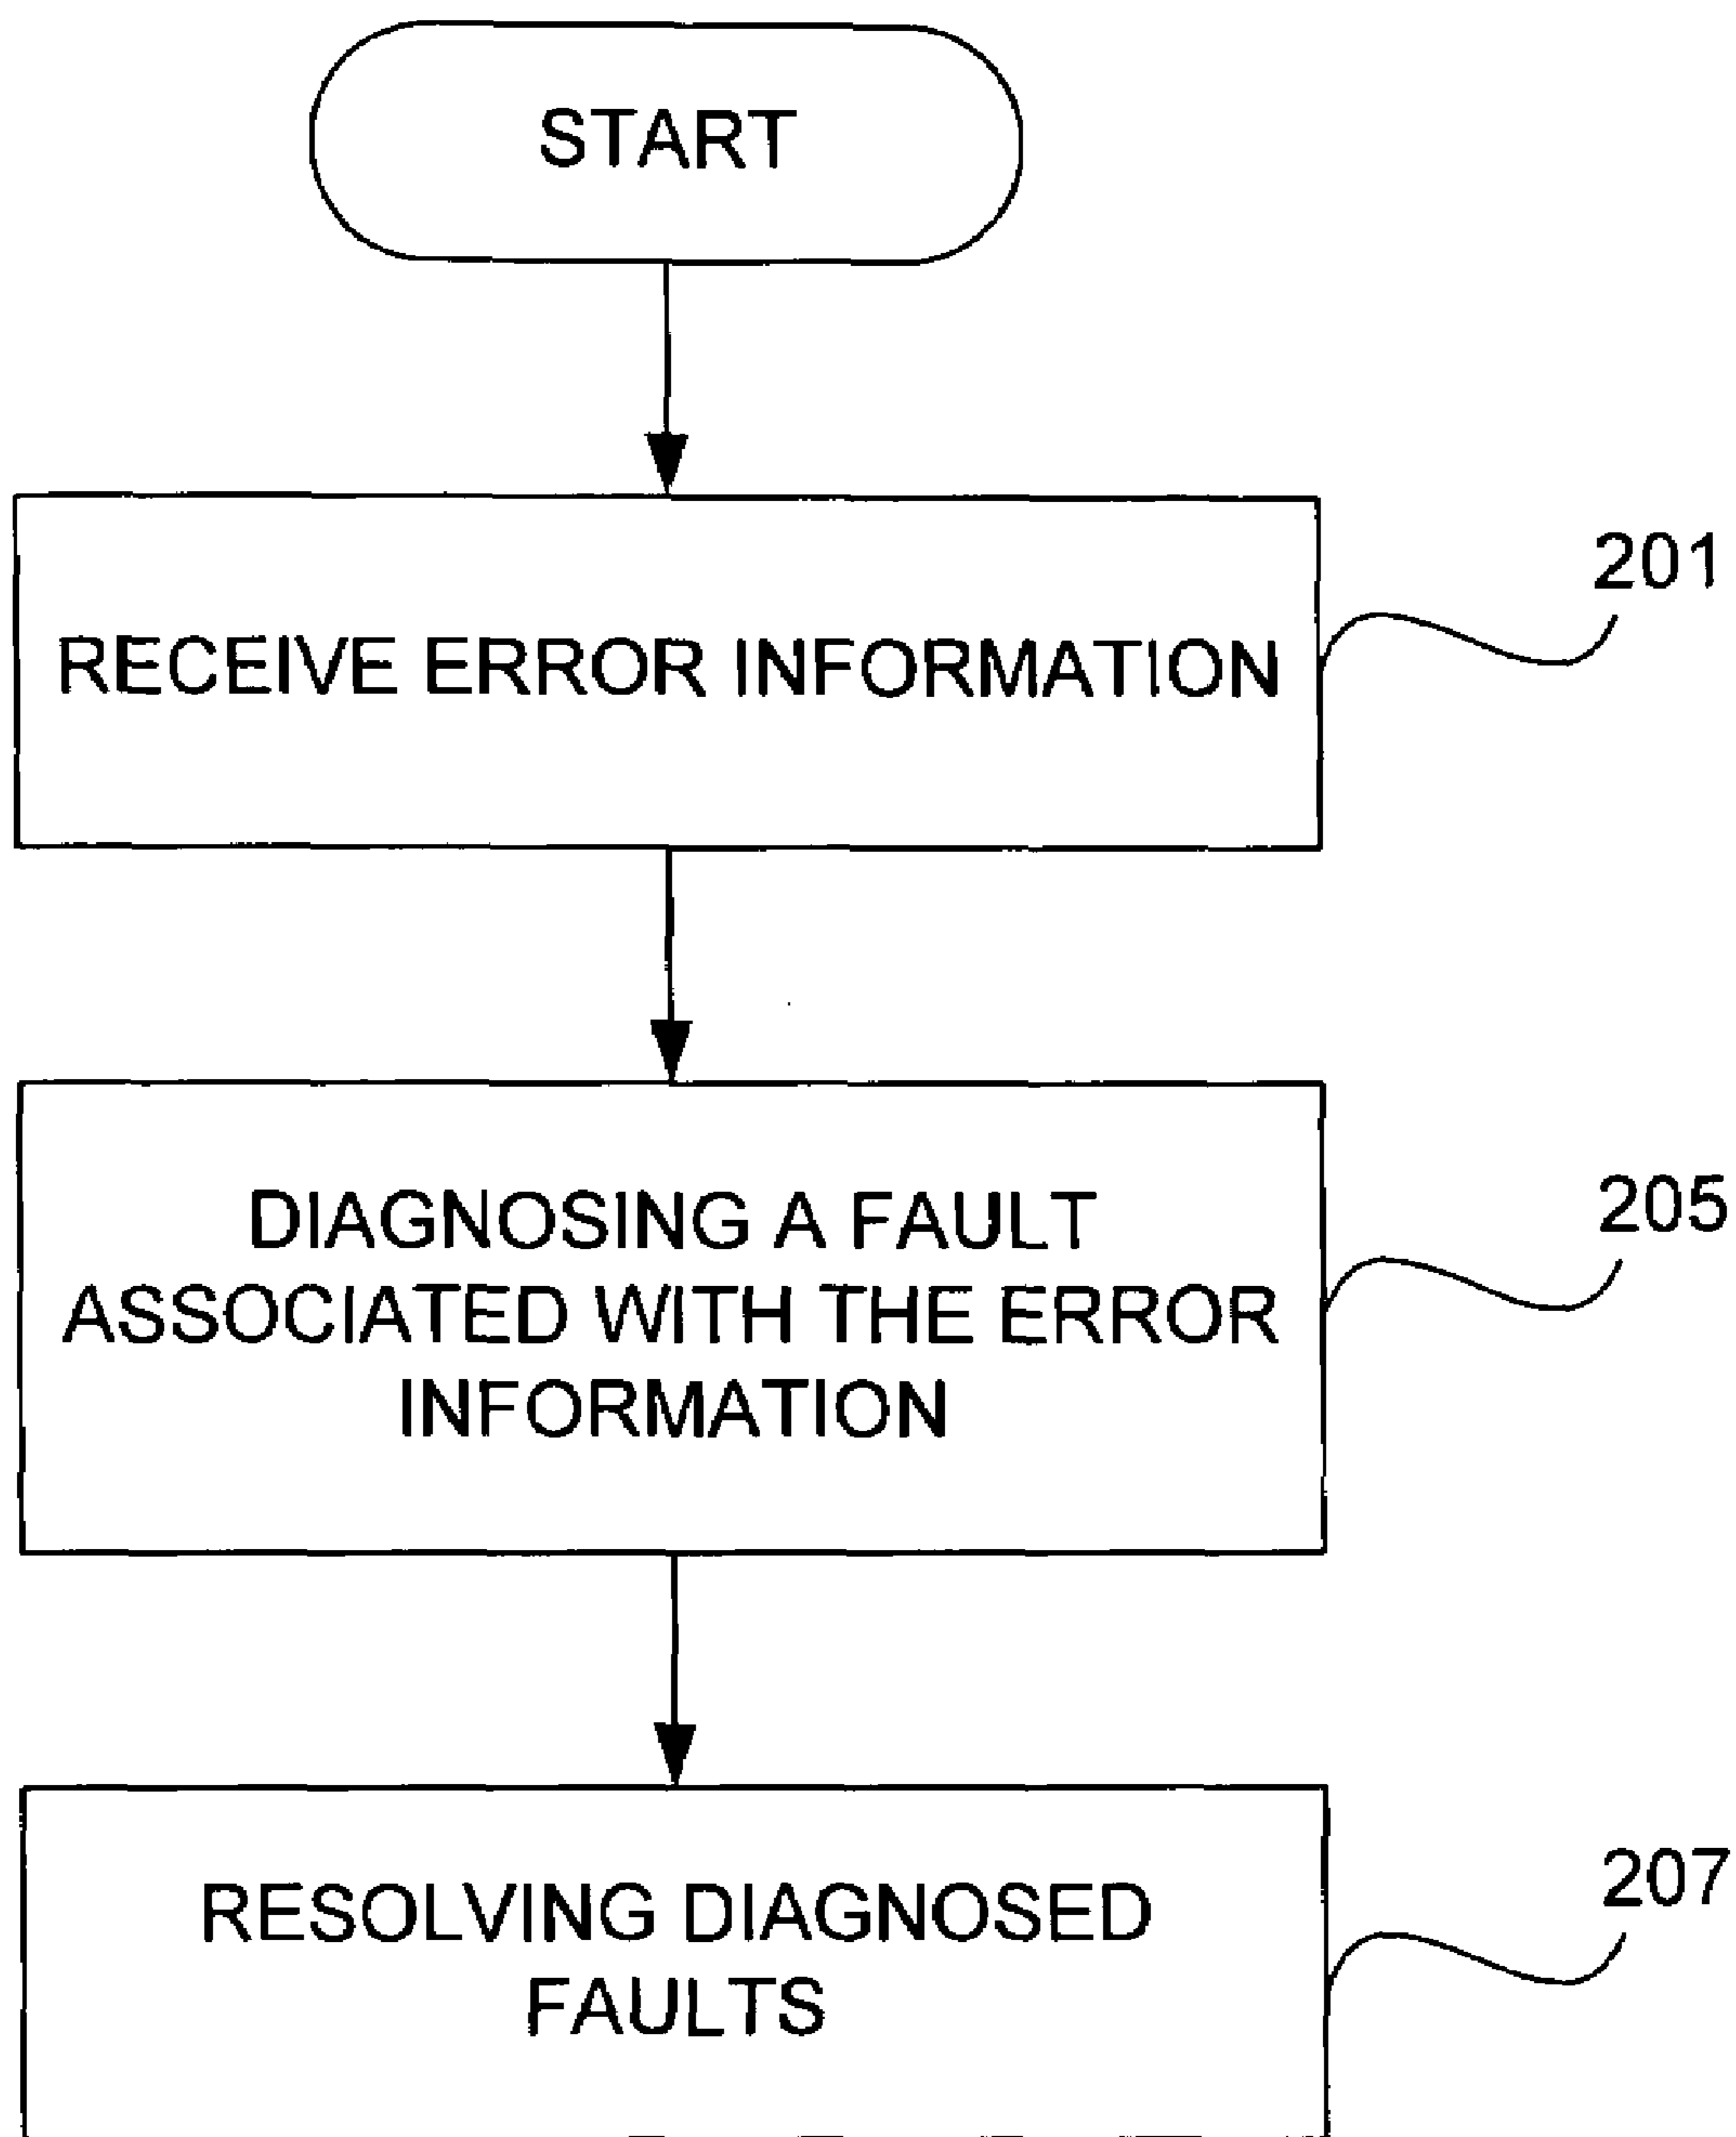 START
RECEIVE ERROR INFORMATION
201
DIAGNOSING A FAULT
ASSOCIATED WITH THE ERROR
INFORMATION
205
RESOLVING DIAGNOSED
FAULTS
207